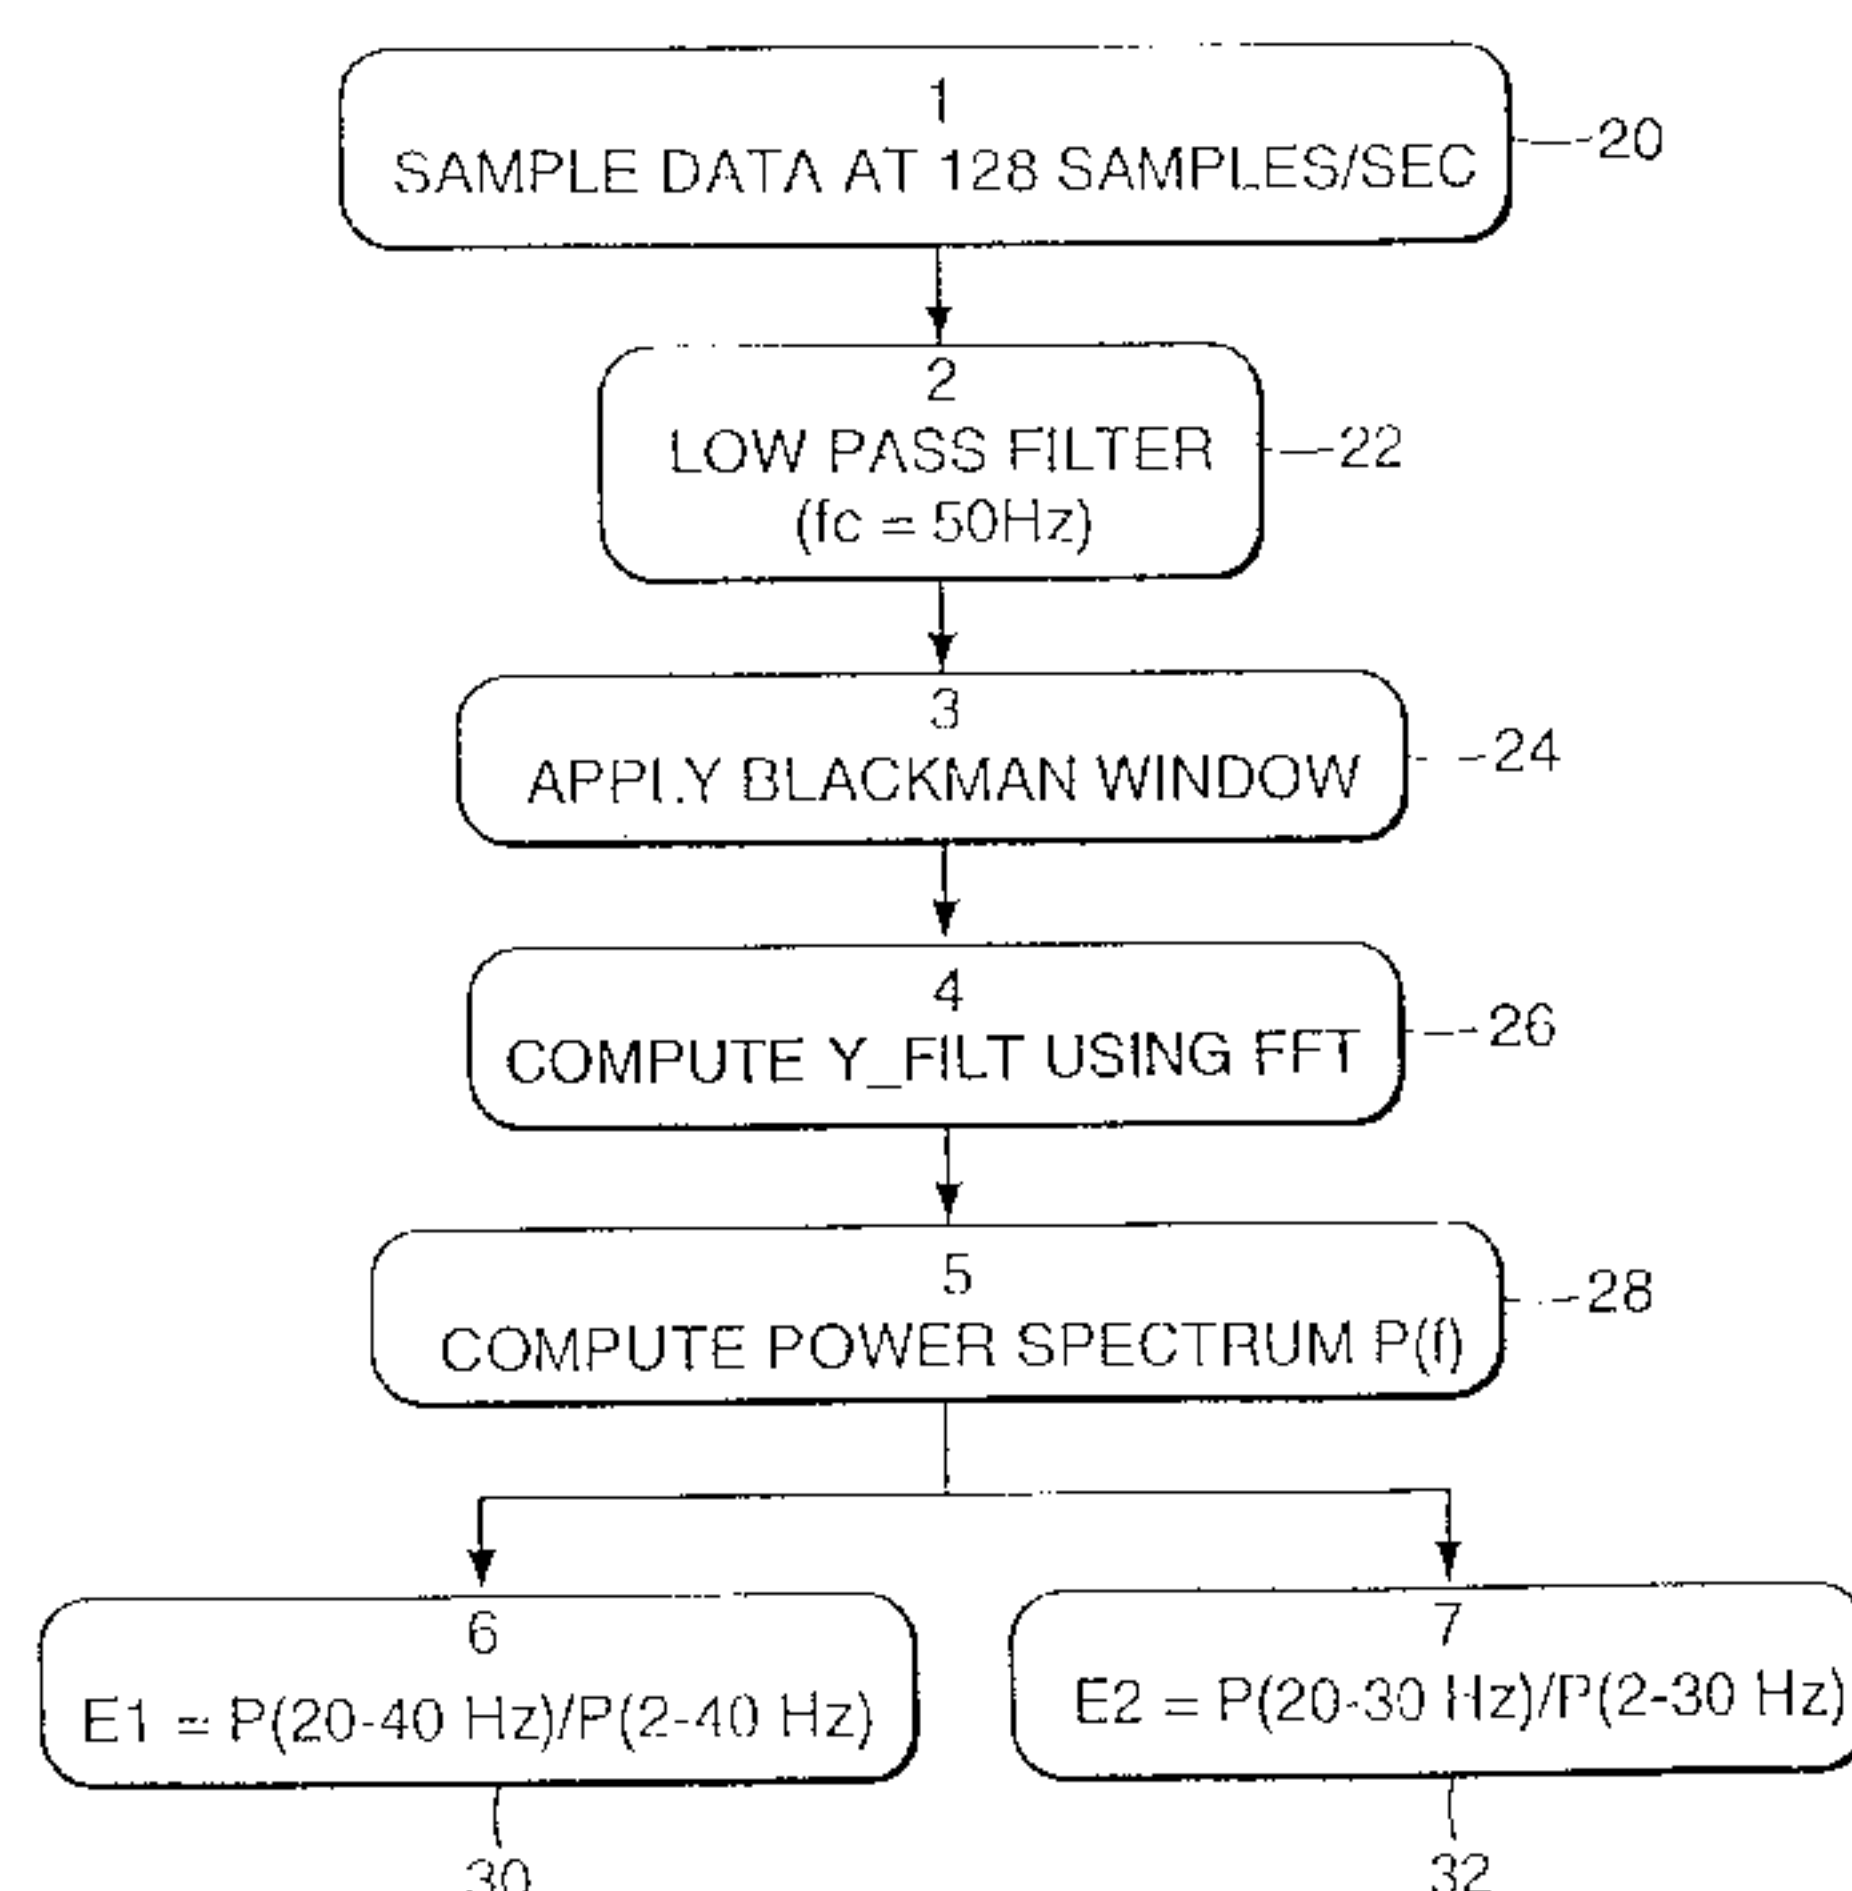 1
SAMPLE DATA AT 128 SAMPLES/SEC
20
2
LOW PASS FILTER
(fc = 50Hz)
22
3
APPLY BLACKMAN WINDOW
24
4
COMPUTE Y_FILT USING FFT
26
5
COMPUTE POWER SPECTRUM P(f)
28
6
E1 = P(20-40 Hz)/P(2-40 Hz)
30
7
E2 = P(20-30 Hz)/P(2-30 Hz)
32